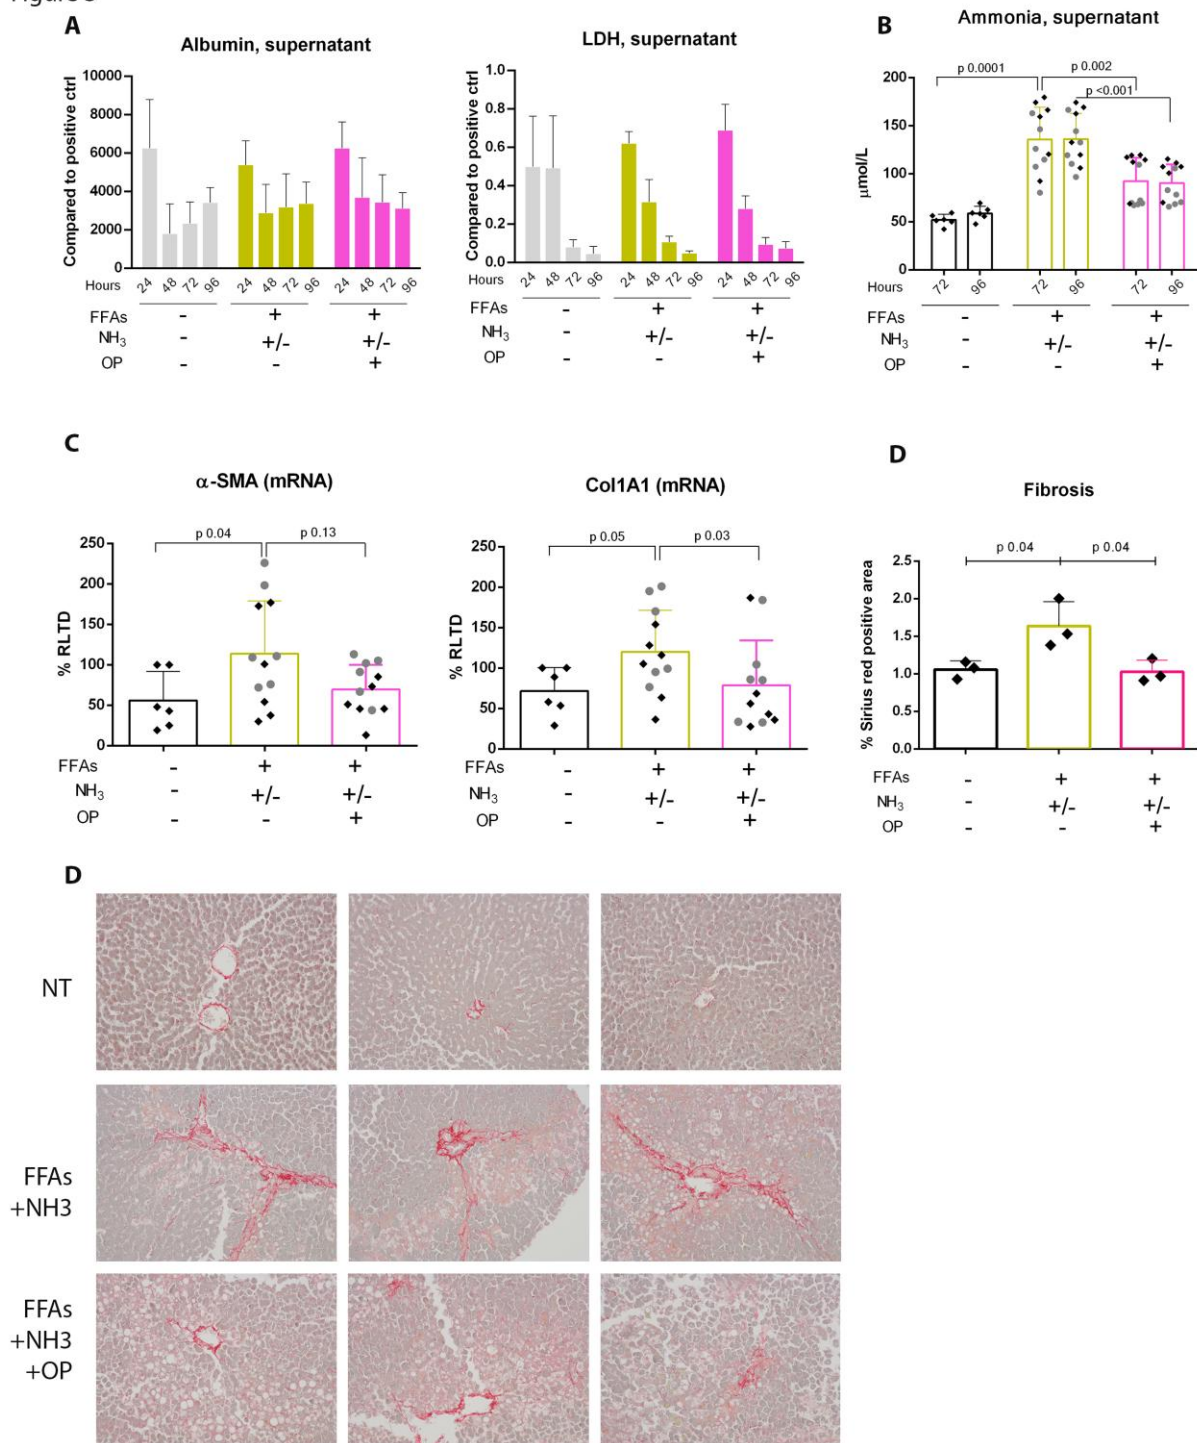 A
Albumin, supernatant
Compared to positive ctrl
10000
8000
6000
4000
2000
0
Hours
24 48 72 96 24 48 72 96 24 48 72 96
FFAs - + +
NH3 - +/- +/-
OP - - +
LDH, supernatant
Compared to positive ctrl
1.0
0.8
0.6
0.4
0.2
0.0
Hours
24 48 72 96 24 48 72 96 24 48 72 96
FFAs - + +
NH3 - +/- +/-
OP - - +
B
Ammonia, supernatant
p 0.0001
p 0.002
p <0.001
μmol/L
200
150
100
50
0
Hours
72 96 72 96 72 96
FFAs - + +
NH3 - +/- +/-
OP - - +
C
α-SMA (mRNA)
p 0.04
p 0.13
% RLTD
250
200
150
100
50
0
FFAs - + +
NH3 - +/- +/-
OP - - +
Col1A1 (mRNA)
p 0.05
p 0.03
% RLTD
250
200
150
100
50
0
FFAs - + +
NH3 - +/- +/-
OP - - +
D
Fibrosis
p 0.04
p 0.04
% Sirius red positive area
2.5
2.0
1.5
1.0
0.5
0.0
FFAs - + +
NH3 - +/- +/-
OP - - +
D
NT
FFAs
+NH3
FFAs
+NH3
+OP